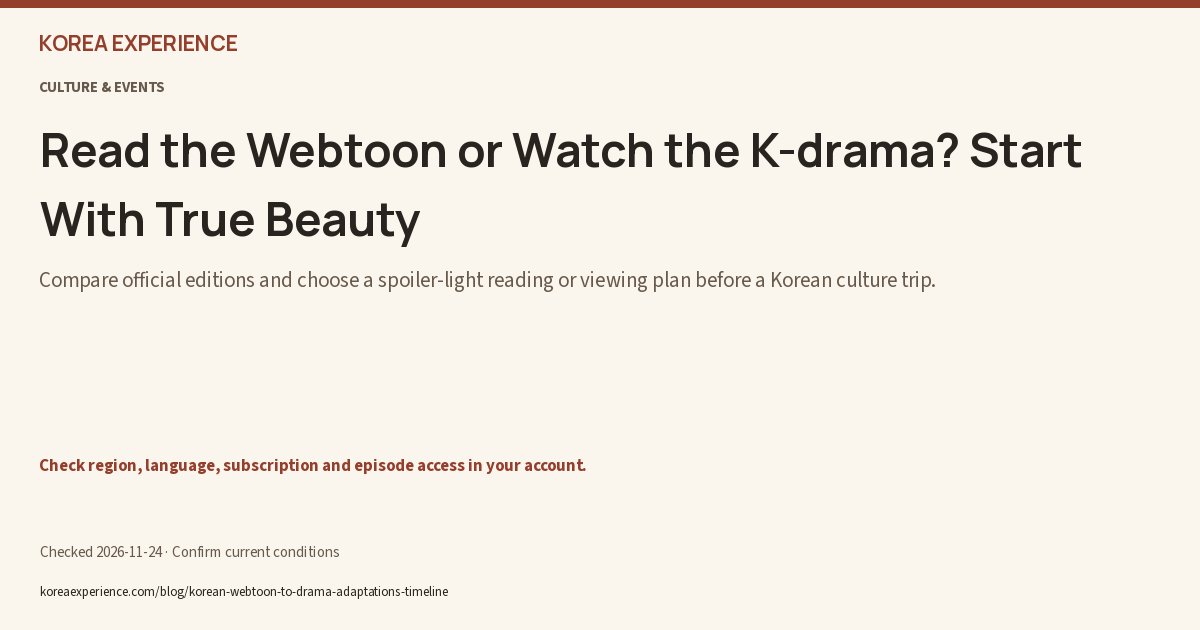 KOREA EXPERIENCE
CULTURE & EVENTS
Read the Webtoon or Watch the K-drama? Start
With True Beauty
Compare official editions and choose a spoiler-light reading or viewing plan before a Korean culture trip.
Check region, language, subscription and episode access in your account.
Checked 2026-11-24 · Confirm current conditions
koreaexperience.com/blog/korean-webtoon-to-drama-adaptations-timeline